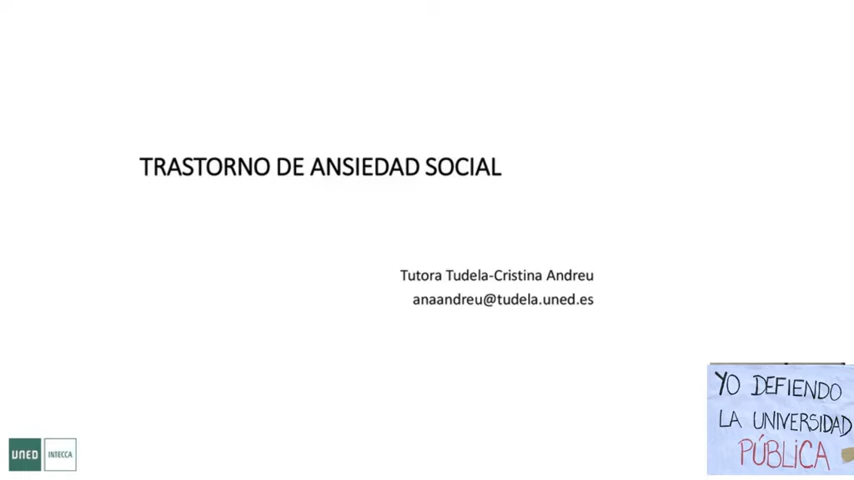 TRASTORNO DE ANSIEDAD SOCIAL
Tutora Tudela-Cristina Andreu
anaandreu@tudela.uned.es
YO DEFIENDO
LA UNIVERSIDAD
PÚBLICA
UNED INTECCA